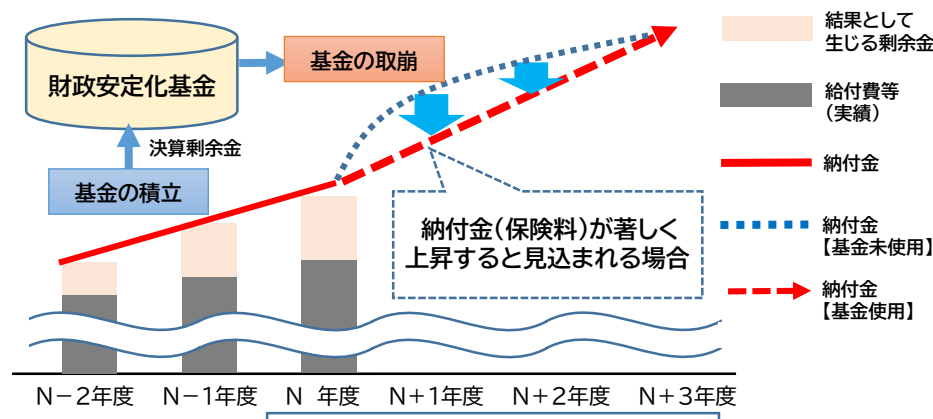 財政安定化基金
基金の取崩
決算剰余金
基金の積立
納付金(保険料)が著しく
上昇すると見込まれる場合
結果として
生じる剰余金
給付費等
(実績)
納付金
納付金
【基金未使用】
納付金
【基金使用】
N-2年度 N-1年度 N 年度 N+1年度 N+2年度 N+3年度